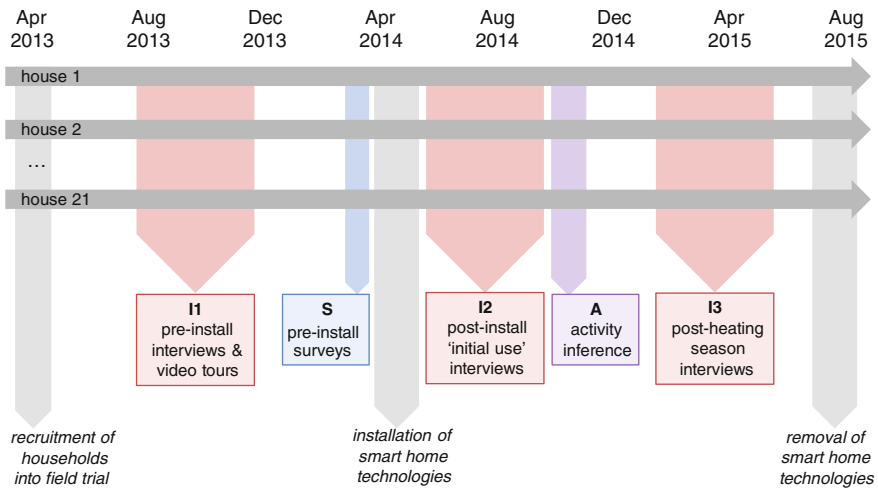 Apr Aug Dec Apr Aug Dec Apr Aug
2013 2013 2013 2014 2014 2014 2015 2015
house 1
house 2
...
house 21
I1
pre-install
interviews &
video tours
S
pre-install
surveys
I2
post-install
‘initial use’
interviews
A
activity
inference
I3
post-heating
season
interviews
recruitment of
households
into field trial
installation of
smart home
technologies
removal of
smart home
technologies